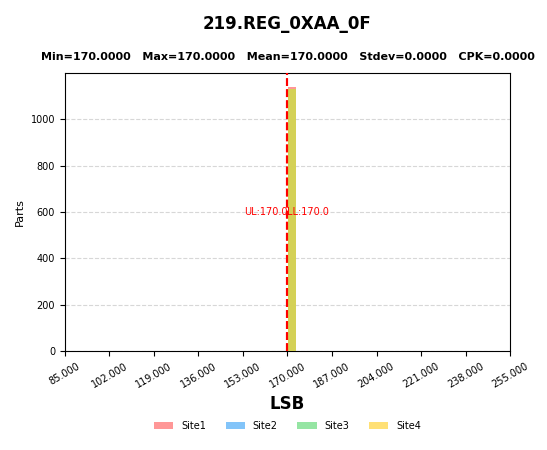 219.REG_0XAA_0F
Min=170.0000 Max=170.0000 Mean=170.0000 Stdev=0.0000 CPK=0.0000
1000
800
600
400
200
0
Parts
UL:170.0
LL:170.0
85.000 102.000 119.000 136.000 153.000 170.000 187.000 204.000 221.000 238.000 255.000
LSB
Site1 Site2 Site3 Site4